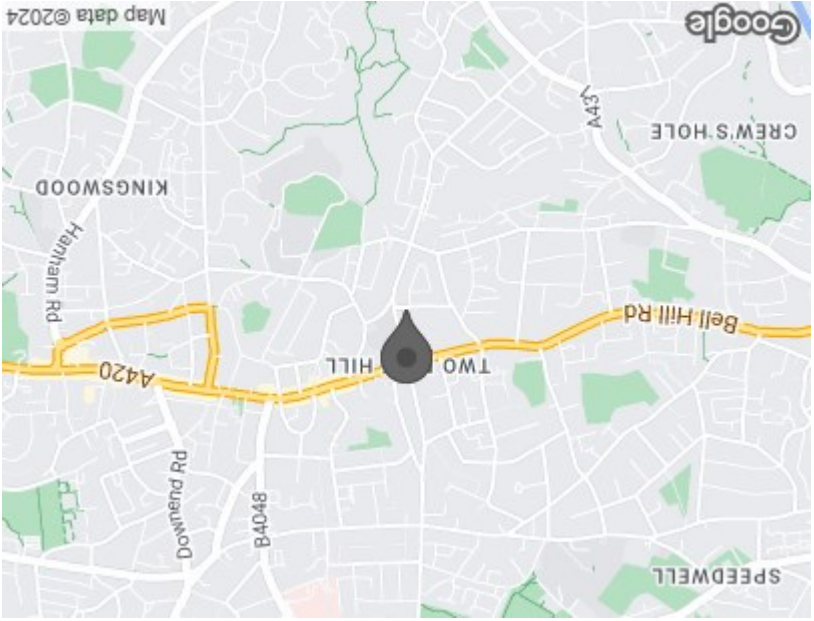 SPEEDWELL
B4048
Downend Rd
A420
TWO HILL
Bell Hill Rd
Hanham Rd
KINGSWOOD
CREW'S HOLE
A431
Google
Map data ©2024